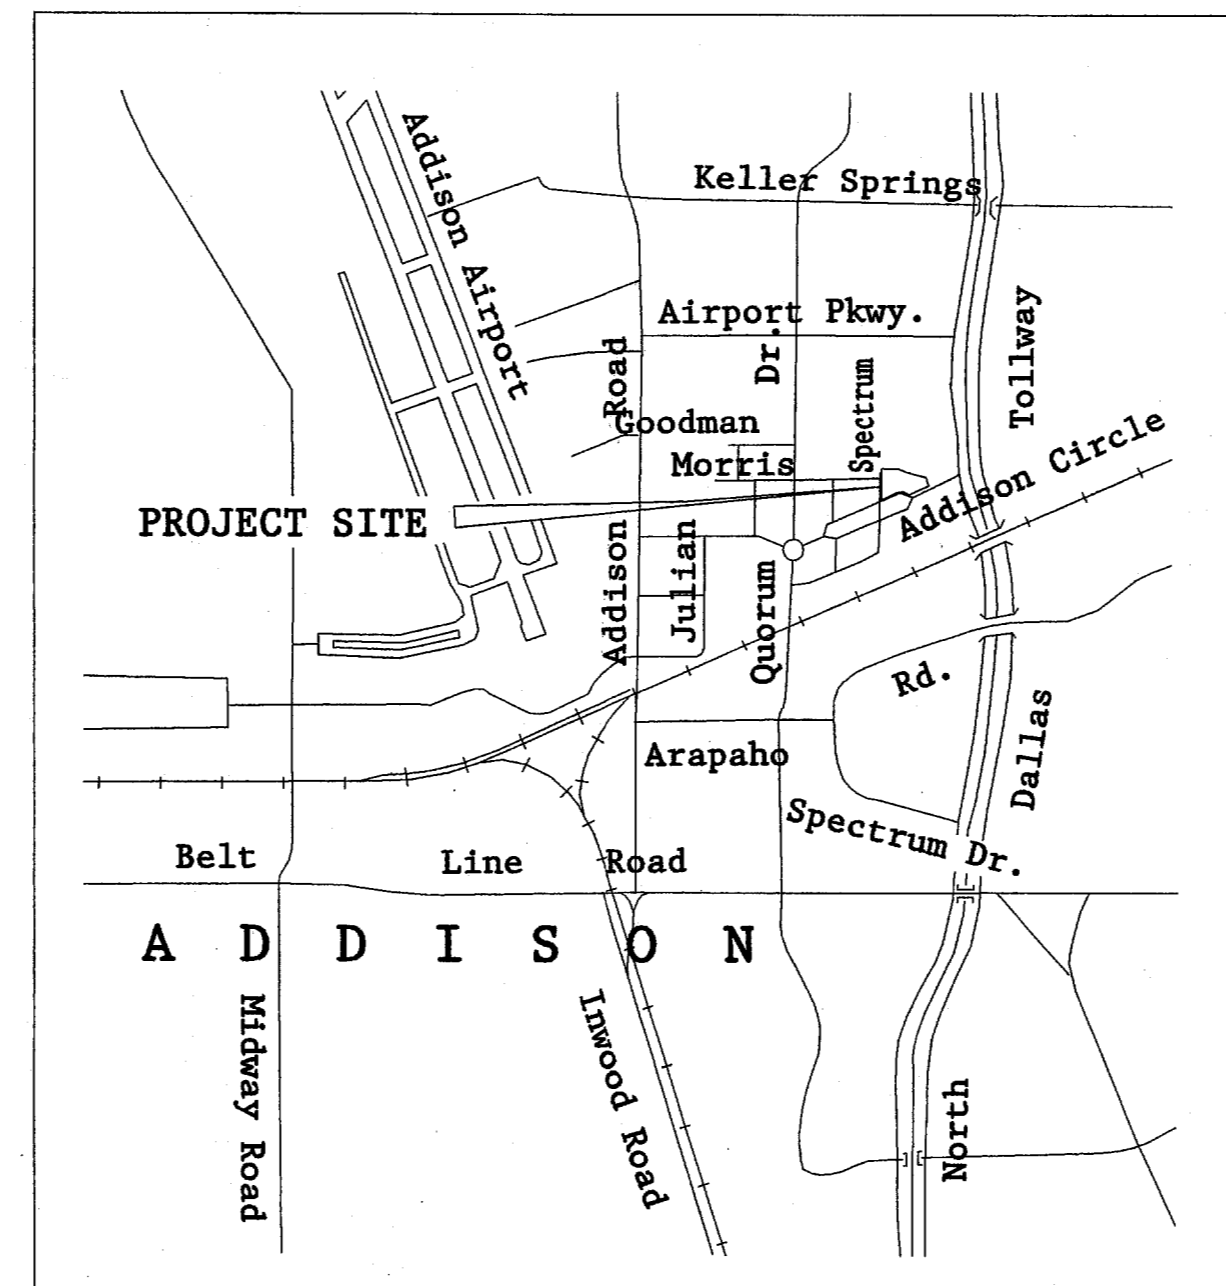 Addison Airport
Keller Springs
Airport Pkwy.
Tollway
Road
Dr.
Spectrum
Goodman
Morris
Addison Circle
PROJECT SITE
Addison
Julian
Quorum
Rd.
Dallas
Arapaho
Spectrum Dr.
Belt Line Road
ADDISON
Midway Road
Inwood Road
North